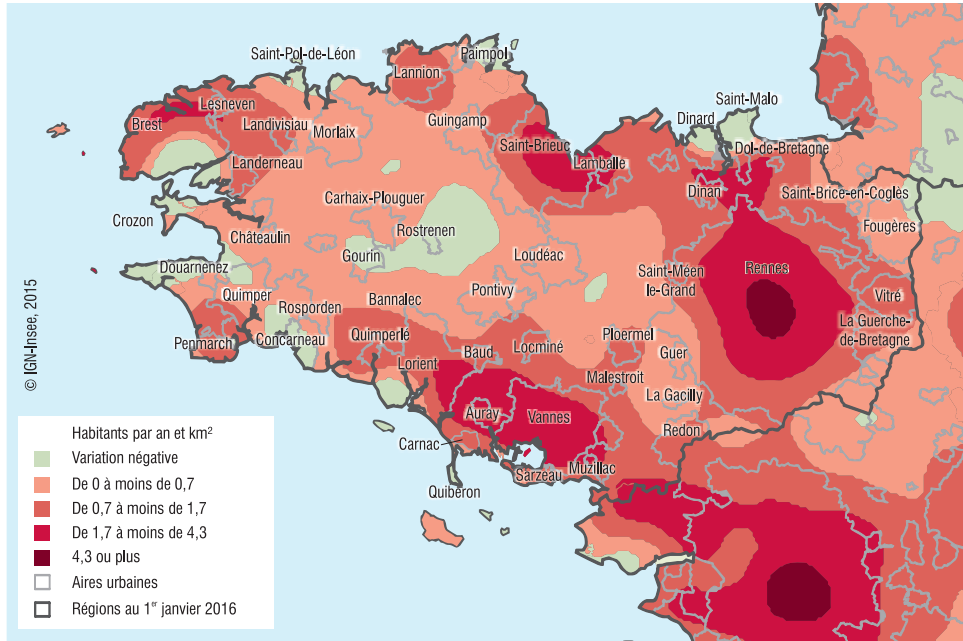 Saint-Pol-de-Léon
Paimpol
Lannion
Lesneven
Brest
Landivisiau
Morlaix
Guingamp
Saint-Malo
Dinard
Saint-Brieuc
Lamballe
Dol-de-Bretagne
Landerneau
Dinan
Saint-Brice-en-Coglès
Carhaix-Plouguer
Crozon
Rostrenen
Fougères
Châteaulin
Gourin
Loudéac
Douarnenez
Saint-Méen
le-Grand
Rennes
Quimper
Rosporden
Bannalec
Pontivy
Vitré
Penmarch
Concarneau
Quimperlé
Locminé
Ploermel
La Guerche-
de-Bretagne
Lorient
Baud
Guer
Malestroit
La Gacilly
Auray
Vannes
Redon
Carnac
Sarzeau
Muzillac
Quiberon
© IGN-Insee, 2015
Habitants par an et km²
Variation négative
De 0 à moins de 0,7
De 0,7 à moins de 1,7
De 1,7 à moins de 4,3
4,3 ou plus
Aires urbaines
Régions au 1er janvier 2016